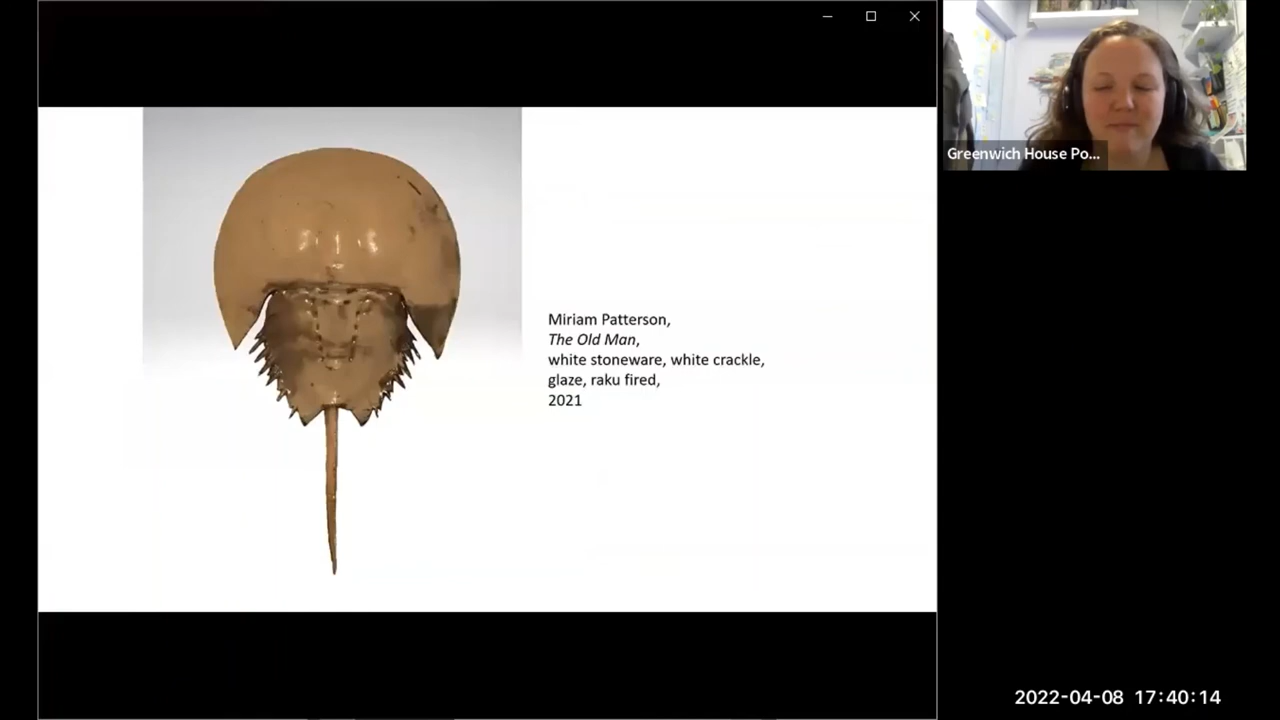 Miriam Patterson,
The Old Man,
white stoneware, white crackle,
glaze, raku fired,
2021
Greenwich House Po...
2022-04-08 17:40:14